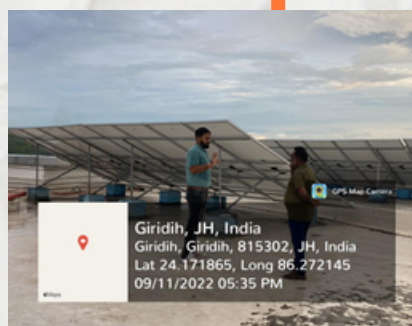 GPS Map Camera
Giridih, JH, India
Giridih, Giridih, 815302, JH, India
Lat 24.171865, Long 86.272145
09/11/2022 05:35 PM
Maps